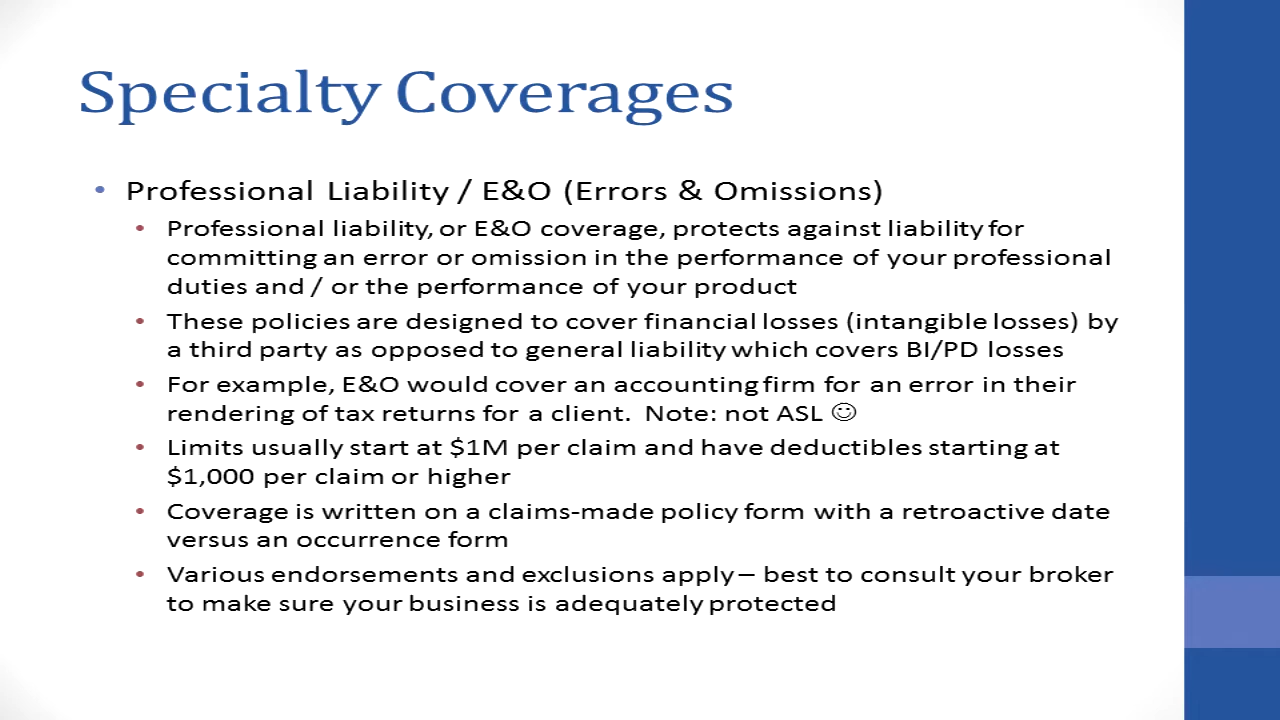 Specialty Coverages
• Professional Liability / E&O (Errors & Omissions)
• Professional liability, or E&O coverage, protects against liability for
committing an error or omission in the performance of your professional
duties and / or the performance of your product
• These policies are designed to cover financial losses (intangible losses) by
a third party as opposed to general liability which covers BI/PD losses
• For example, E&O would cover an accounting firm for an error in their
rendering of tax returns for a client.  Note: not ASL ☺
• Limits usually start at $1M per claim and have deductibles starting at
$1,000 per claim or higher
• Coverage is written on a claims-made policy form with a retroactive date
versus an occurrence form
• Various endorsements and exclusions apply – best to consult your broker
to make sure your business is adequately protected